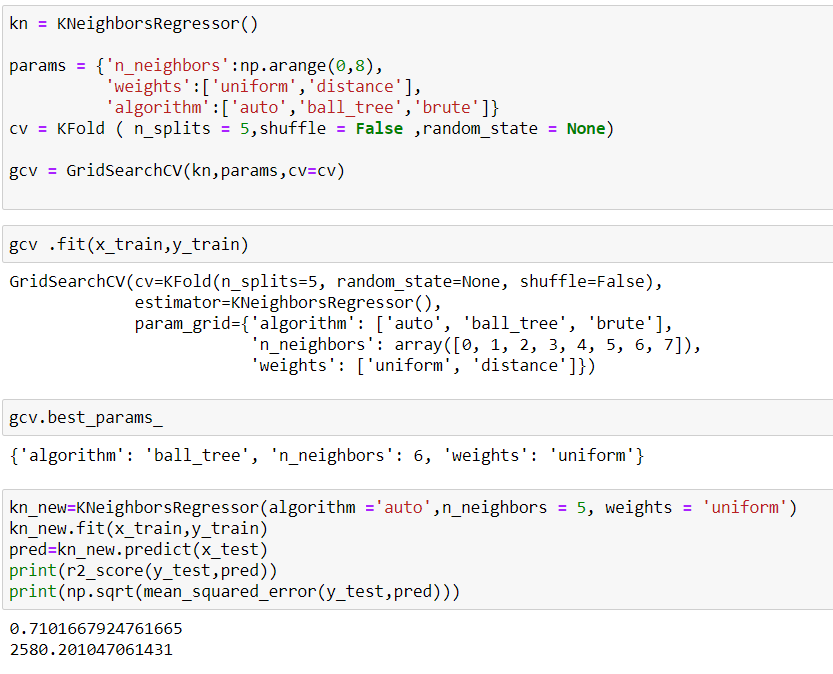 kn = KNeighborsRegressor()
params = {'n_neighbors':np.arange(0,8),
'weights':['uniform','distance'],
'algorithm':['auto','ball_tree','brute']}
cv = KFold ( n_splits = 5,shuffle = False ,random_state = None)
gcv = GridSearchCV(kn,params,cv=cv)
gcv .fit(x_train,y_train)
GridSearchCV(cv=KFold(n_splits=5, random_state=None, shuffle=False),
estimator=KNeighborsRegressor(),
param_grid={'algorithm': ['auto', 'ball_tree', 'brute'],
'n_neighbors': array([0, 1, 2, 3, 4, 5, 6, 7]),
'weights': ['uniform', 'distance']})
gcv.best_params_
{'algorithm': 'ball_tree', 'n_neighbors': 6, 'weights': 'uniform'}
kn_new=KNeighborsRegressor(algorithm ='auto',n_neighbors = 5, weights = 'uniform')
kn_new.fit(x_train,y_train)
pred=kn_new.predict(x_test)
print(r2_score(y_test,pred))
print(np.sqrt(mean_squared_error(y_test,pred)))
0.7101667924761665
2580.201047061431